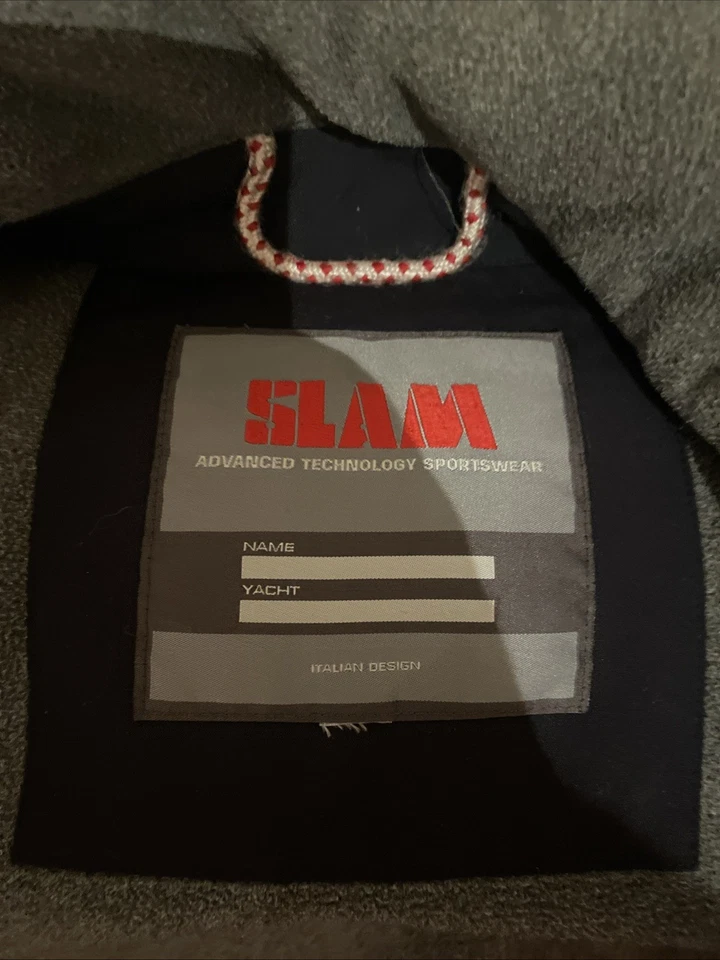 SLAM
ADVANCED TECHNOLOGY SPORTSWEAR
NAME
YACHT
ITALIAN DESIGN